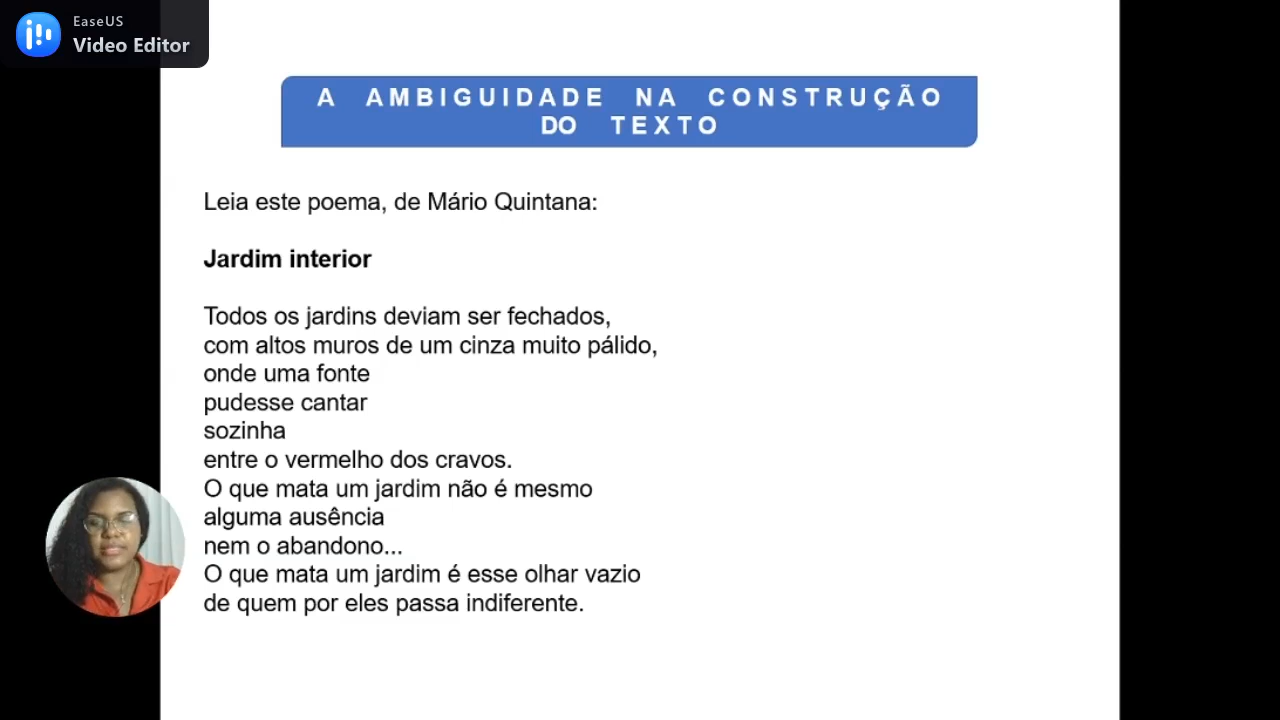 EaseUS
Video Editor
A AMBIGUIDADE NA CONSTRUÇÃO
DO TEXTO
Leia este poema, de Mário Quintana:
Jardim interior
Todos os jardins deviam ser fechados,
com altos muros de um cinza muito pálido,
onde uma fonte
pudesse cantar
sozinha
entre o vermelho dos cravos.
O que mata um jardim não é mesmo
alguma ausência
nem o abandono...
O que mata um jardim é esse olhar vazio
de quem por eles passa indiferente.